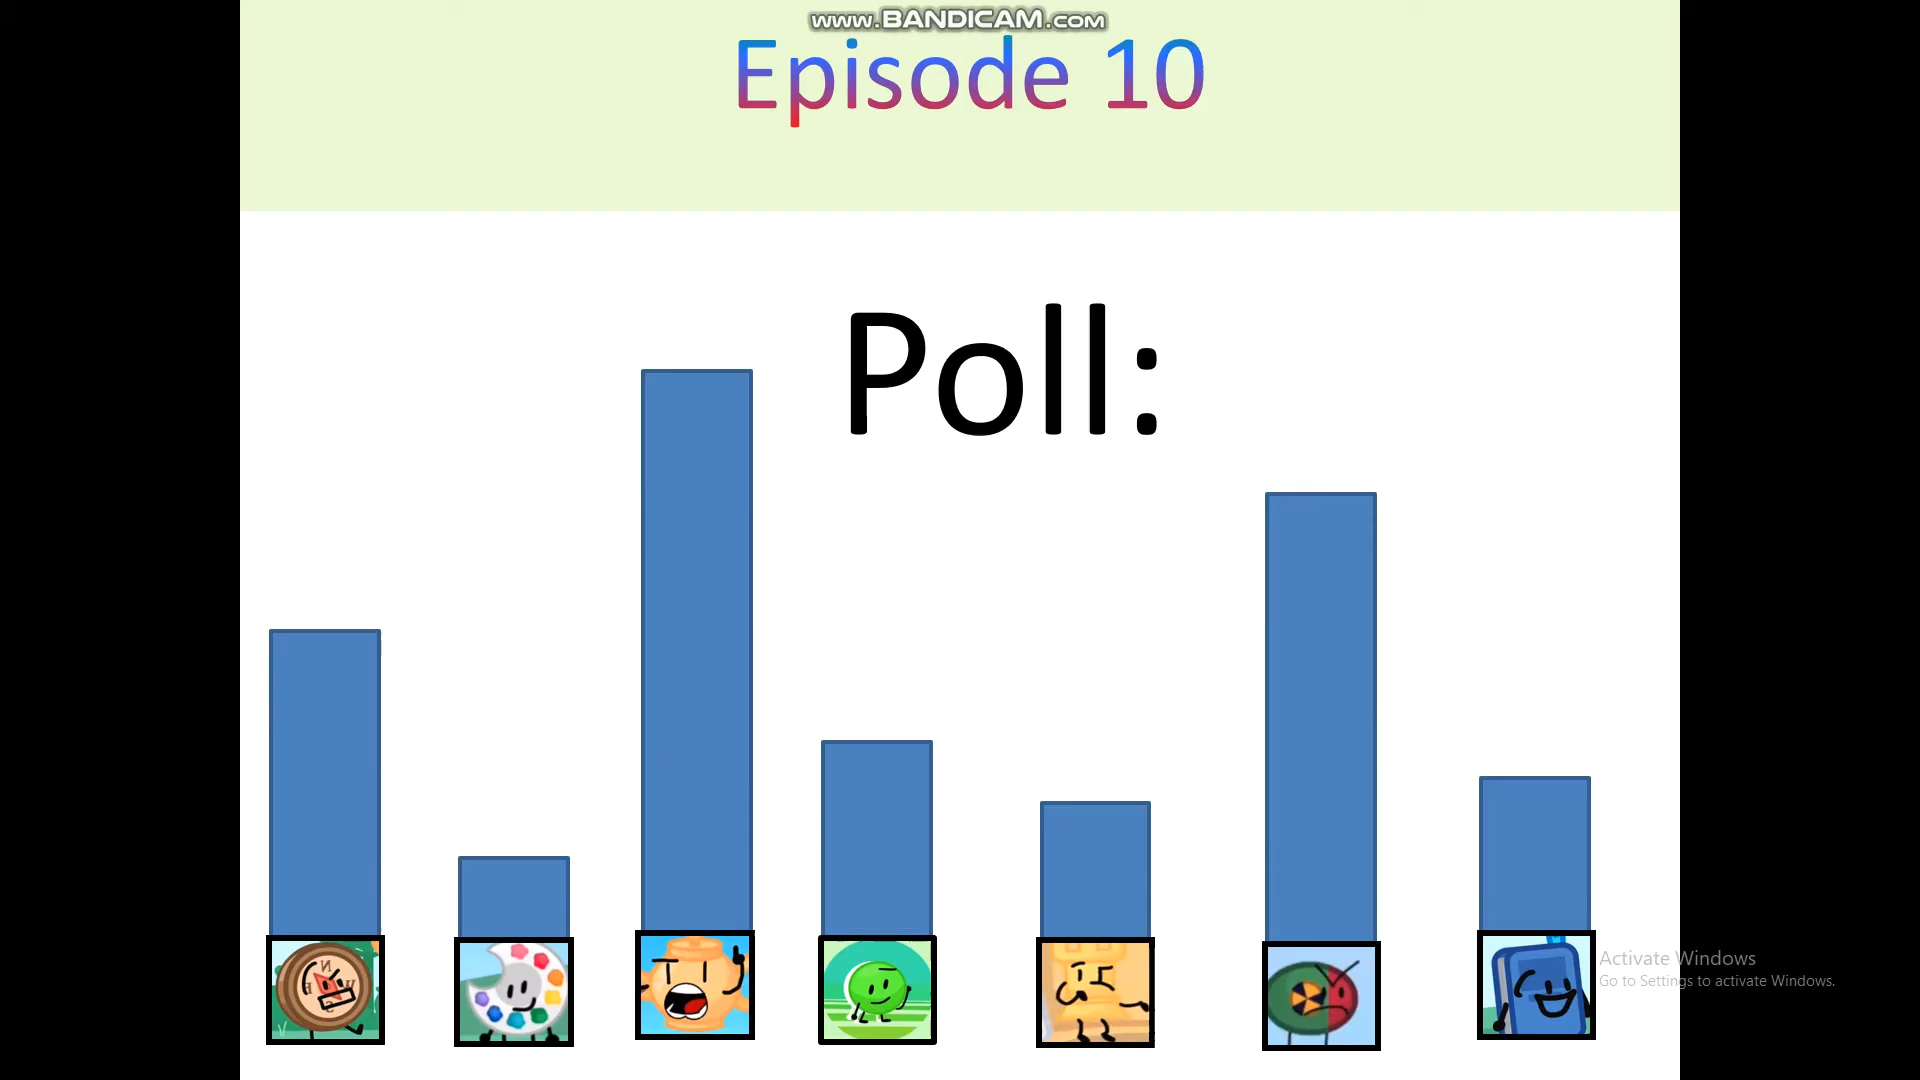 www.BANDICAM.com
Episode 10
Poll:
Activate Windows
Go to Settings to activate Windows.